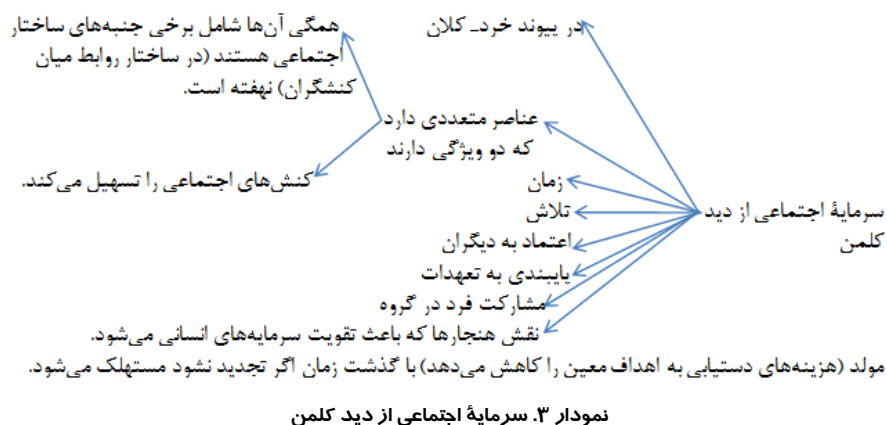 در پیوند خرد- کلان
همگی آن‌ها شامل برخی جنبه‌های ساختار
اجتماعی هستند (در ساختار روابط میان
کنشگران) نهفته است.
عناصر متعددی دارد
که دو ویژگی دارند
کنش‌های اجتماعی را تسهیل می‌کند.
زمان
سرمایۀ اجتماعی از دید
کلمن
تلاش
اعتماد به دیگران
پایبندی به تعهدات
مشارکت فرد در گروه
نقش هنجارها که باعث تقویت سرمایه‌های انسانی می‌شود.
مولد (هزینه‌های دستیابی به اهداف معین را کاهش می‌دهد) با گذشت زمان اگر تجدید نشود مستهلک می‌شود.
نمودار ۳. سرمایۀ اجتماعی از دید کلمن